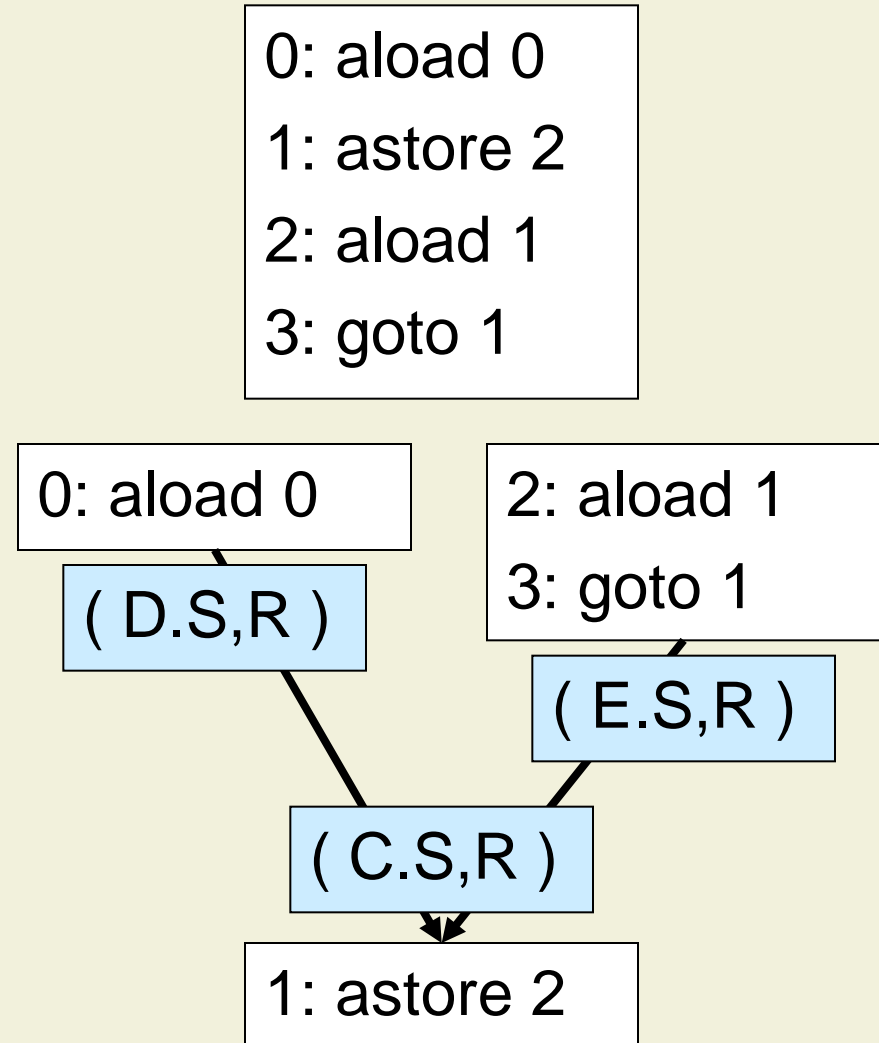 0: aload 0
1: astore 2
2: aload 1
3: goto 1
0: aload 0
2: aload 1
3: goto 1
( D.S,R )
( E.S,R )
( C.S,R )
1: astore 2